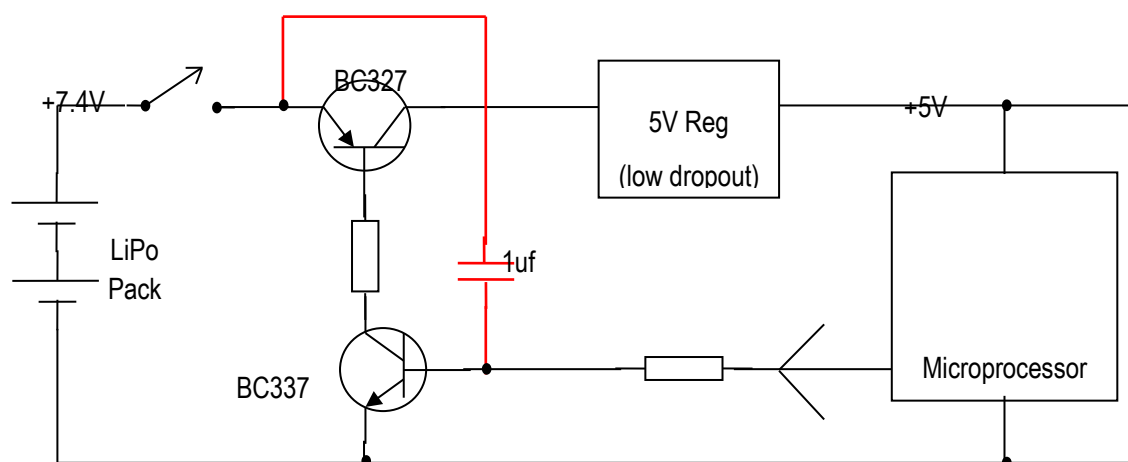 BC327
+7.4V
+5V
5V Reg
(low dropout)
LiPo
Pack
1uf
BC337
Microprocessor